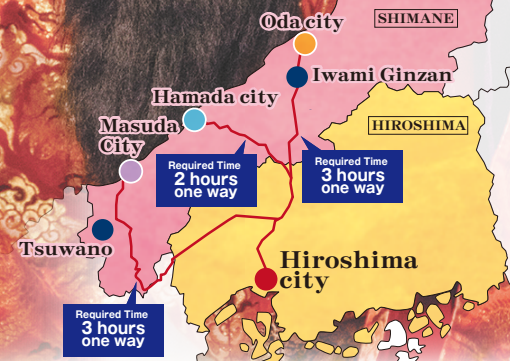 Oda city
SHIMANE
Iwami Ginzan
Hamada city
Masuda
City
HIROSHIMA
Required Time
2 hours
one way
Required Time
3 hours
one way
Tsuwano
Hiroshima
city
Required Time
3 hours
one way